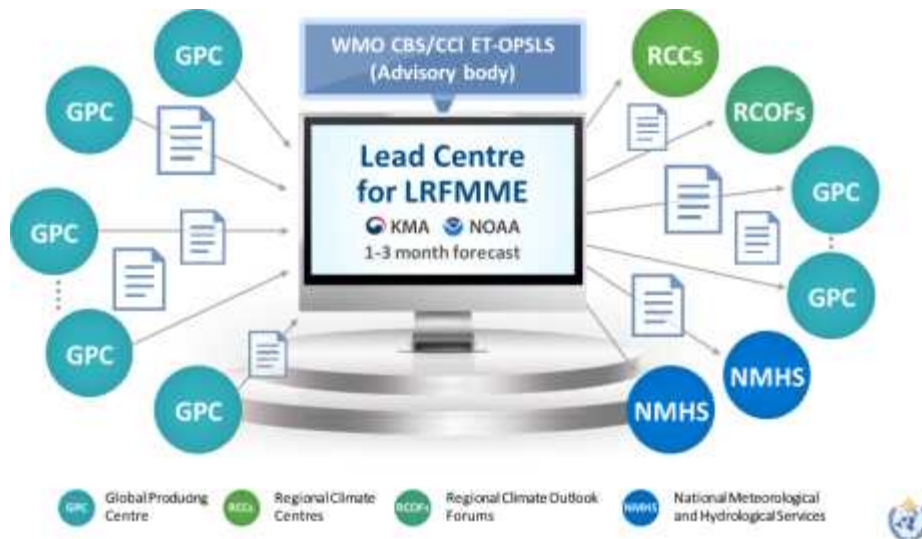 WMO CBS/CCI ET-OPSLS
(Advisory body)
GPC
GPC
GPC
GPC
GPC
Lead Centre
for LRFMME
KMA NOAA
1-3 month forecast
RCCs
RCOFs
GPC
GPC
NMHS
NMHS
GPC
Global Producing
Centre
RCCs
Regional Climate
Centres
RCOFs
Regional Climate Outlook
Forums
NMHS
National Meteorological
and Hydrological Services